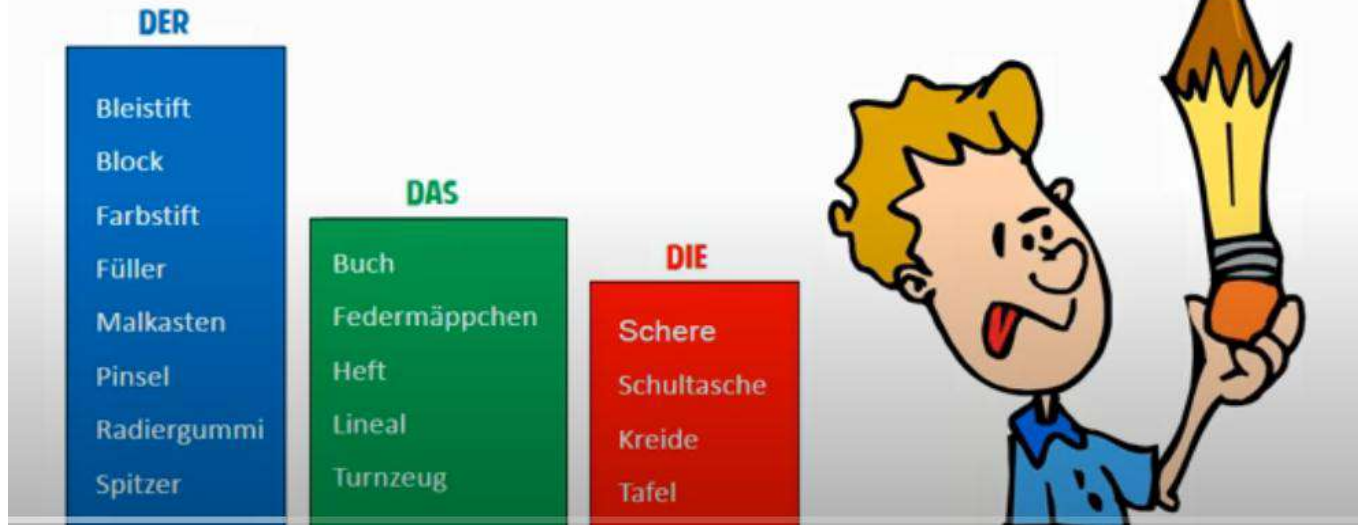 DER
Bleistift
Block
Farbstift
Füller
Malkasten
Pinsel
Radiergummi
Spitzer
DAS
Buch
Federmäppchen
Heft
Lineal
Turnzeug
DIE
Schere
Schultasche
Kreide
Tafel